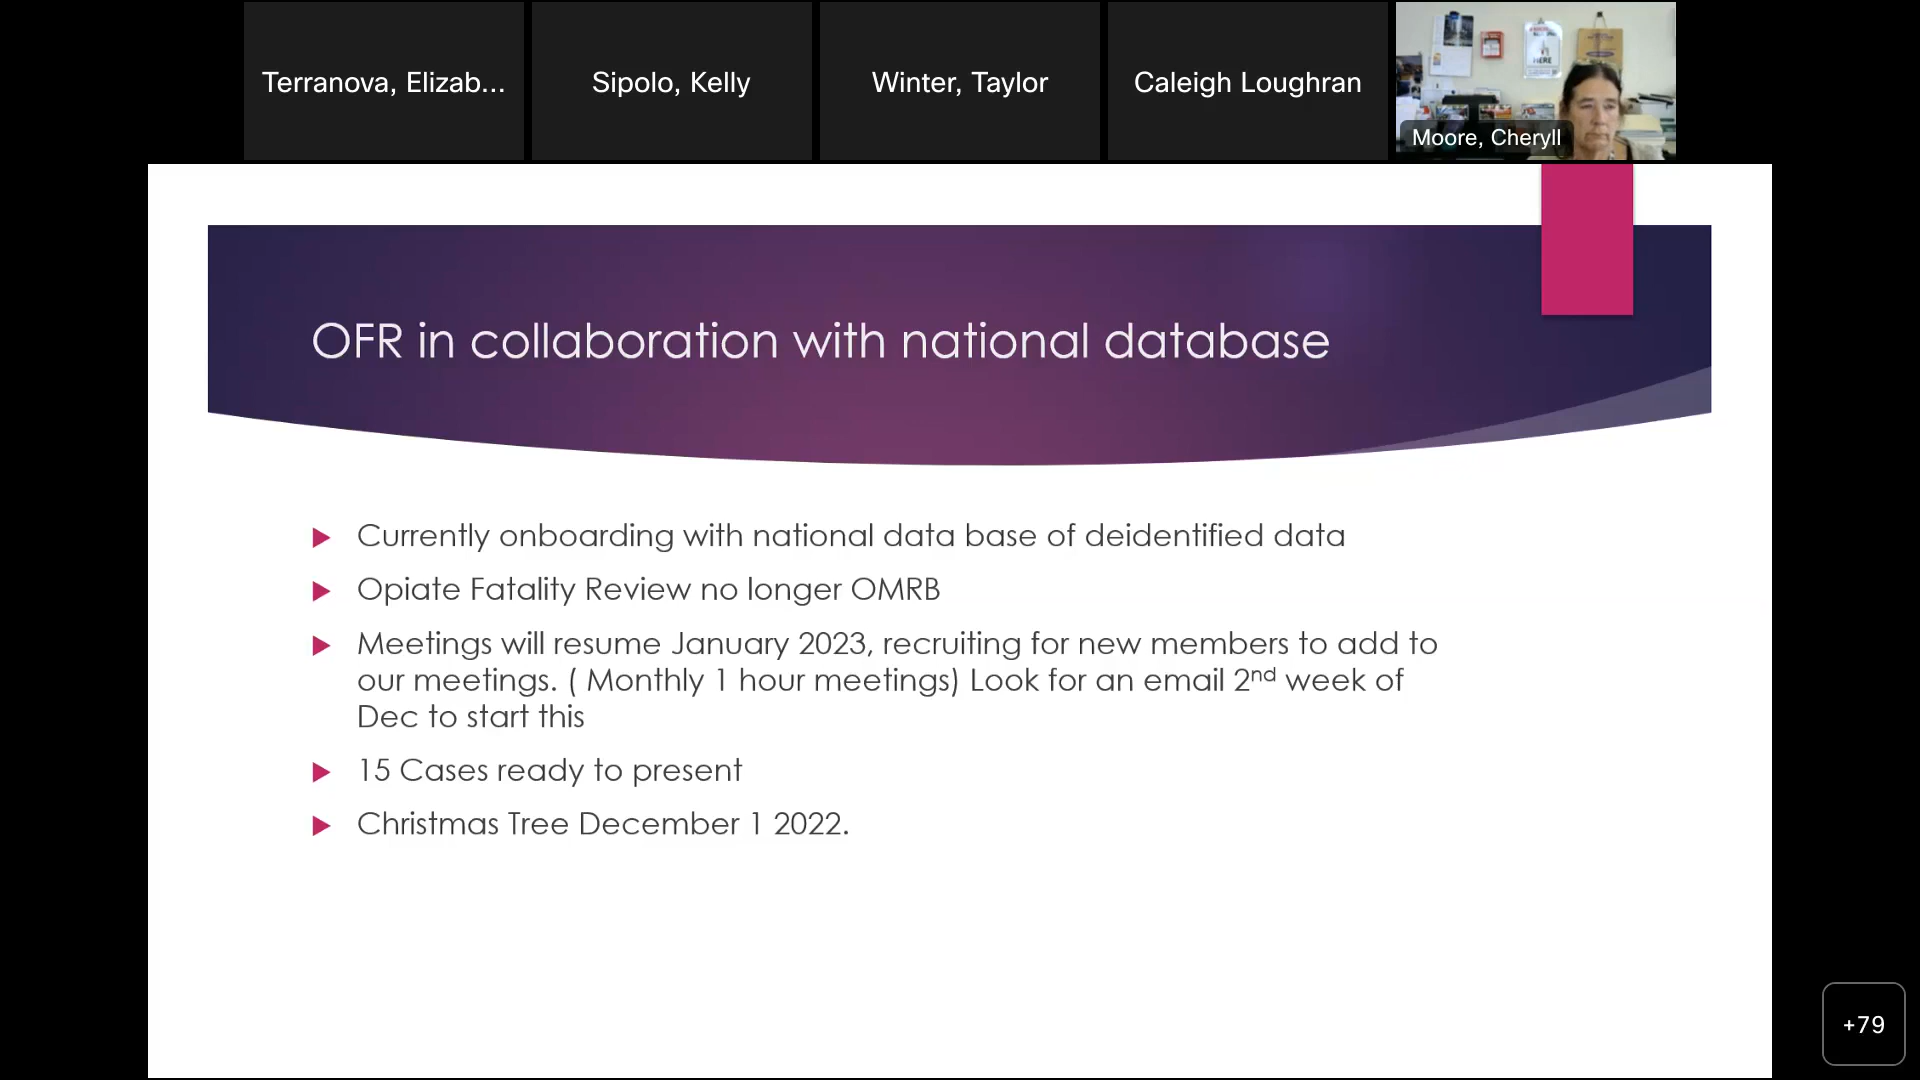 Terranova, Elizab...
Sipolo, Kelly
Winter, Taylor
Caleigh Loughran
HERE
Moore, Cheryll
OFR in collaboration with national database
Currently onboarding with national data base of deidentified data
Opiate Fatality Review no longer OMRB
Meetings will resume January 2023, recruiting for new members to add to
our meetings. ( Monthly 1 hour meetings) Look for an email 2nd week of
Dec to start this
15 Cases ready to present
Christmas Tree December 1 2022.
+79